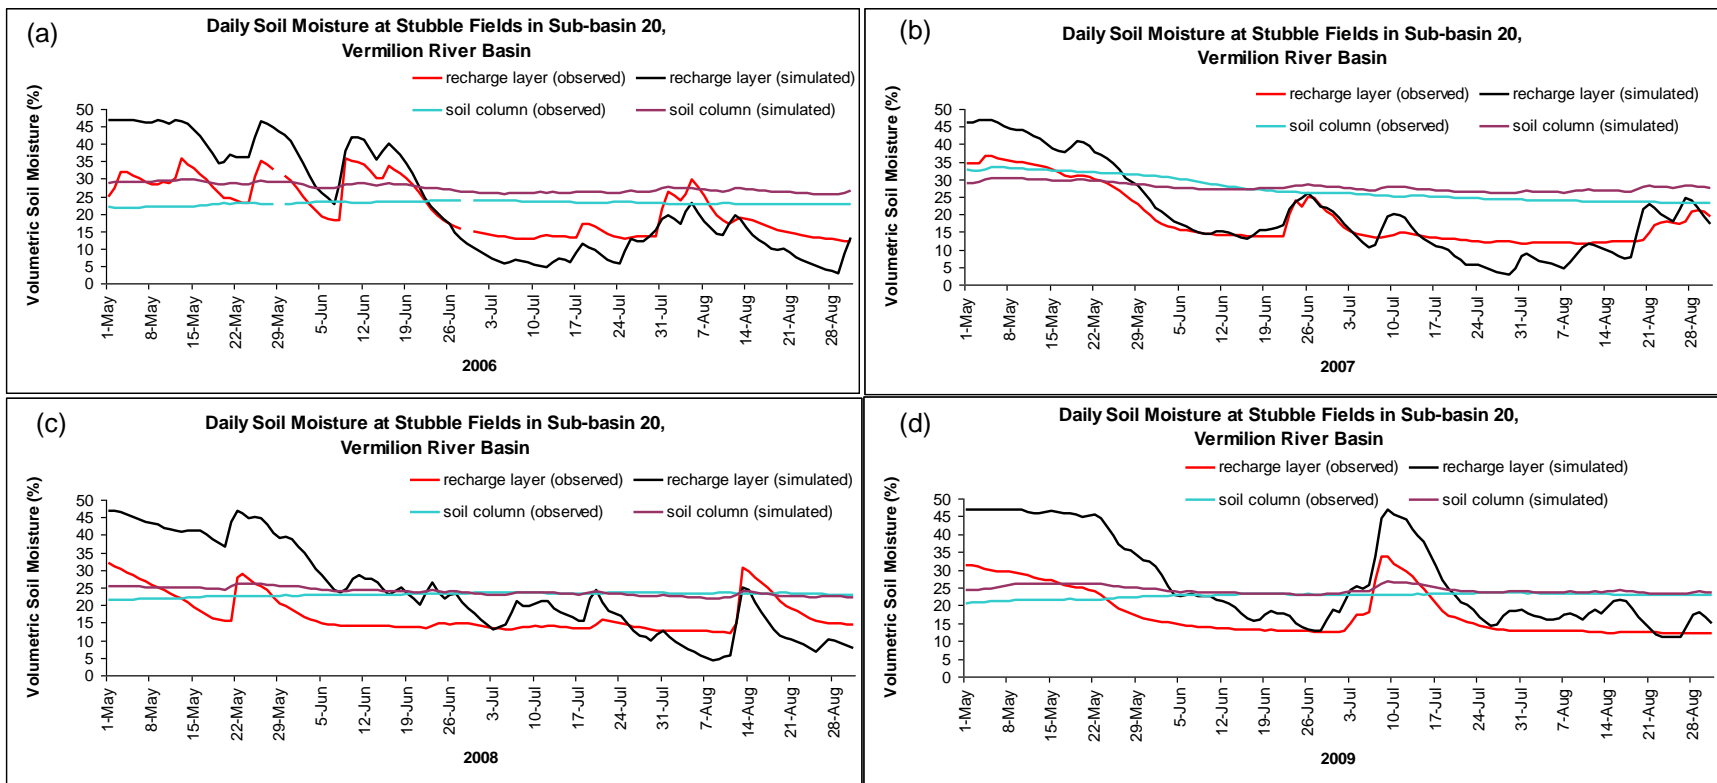 (a)
Daily Soil Moisture at Stubble Fields in Sub-basin 20,
Vermilion River Basin
recharge layer (observed) recharge layer (simulated)
soil column (observed) soil column (simulated)
Volumetric Soil Moisture (%)
50
45
40
35
30
25
20
15
10
5
0
1-May 8-May 15-May 22-May 29-May 5-Jun 12-Jun 19-Jun 26-Jun 3-Jul 10-Jul 17-Jul 24-Jul 31-Jul 7-Aug 14-Aug 21-Aug 28-Aug
2006
(b)
Daily Soil Moisture at Stubble Fields in Sub-basin 20,
Vermilion River Basin
recharge layer (observed) recharge layer (simulated)
soil column (observed) soil column (simulated)
Volumetric Soil Moisture (%)
50
45
40
35
30
25
20
15
10
5
0
1-May 8-May 15-May 22-May 29-May 5-Jun 12-Jun 19-Jun 26-Jun 3-Jul 10-Jul 17-Jul 24-Jul 31-Jul 7-Aug 14-Aug 21-Aug 28-Aug
2007
(c)
Daily Soil Moisture at Stubble Fields in Sub-basin 20,
Vermilion River Basin
recharge layer (observed) recharge layer (simulated)
soil column (observed) soil column (simulated)
Volumetric Soil Moisture (%)
50
45
40
35
30
25
20
15
10
5
0
1-May 8-May 15-May 22-May 29-May 5-Jun 12-Jun 19-Jun 26-Jun 3-Jul 10-Jul 17-Jul 24-Jul 31-Jul 7-Aug 14-Aug 21-Aug 28-Aug
2008
(d)
Daily Soil Moisture at Stubble Fields in Sub-basin 20,
Vermilion River Basin
recharge layer (observed) recharge layer (simulated)
soil column (observed) soil column (simulated)
Volumetric Soil Moisture (%)
50
45
40
35
30
25
20
15
10
5
0
1-May 8-May 15-May 22-May 29-May 5-Jun 12-Jun 19-Jun 26-Jun 3-Jul 10-Jul 17-Jul 24-Jul 31-Jul 7-Aug 14-Aug 21-Aug 28-Aug
2009